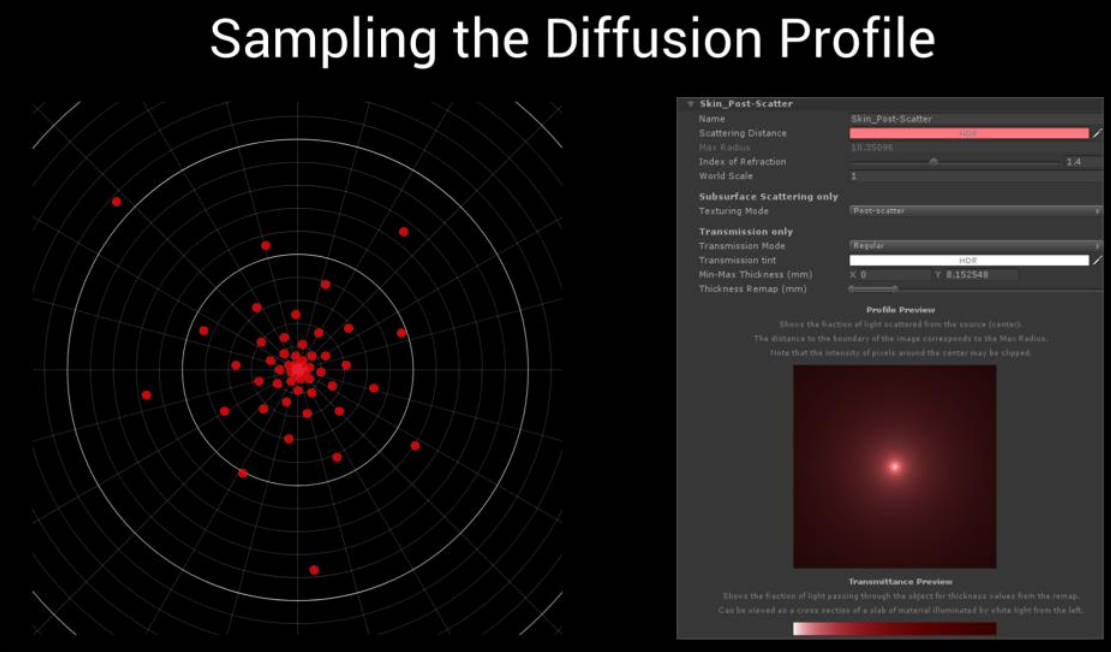 Sampling the Diffusion Profile
Skin_Post-Scatter
Name Skin_Post-Scatter
Scattering Distance HDR
Max Radius 10.35096
Index of Refraction 1.4
World Scale 1
Subsurface Scattering only
Texturing Mode Post-scatter
Transmission only
Transmission Mode Regular
Transmission tint HDR
Min-Max Thickness (mm) X 0 Y 8.152548
Thickness Remap (mm)
Profile Preview
Shows the fraction of light scattered from the source (center).
The distance to the boundary of the image corresponds to the Max Radius.
Note that the intensity of pixels around the center may be clipped.
Transmittance Preview
Shows the fraction of light passing through the object for thickness values from the remap.
Can be viewed as a cross section of a slab of material illuminated by white light from the left.